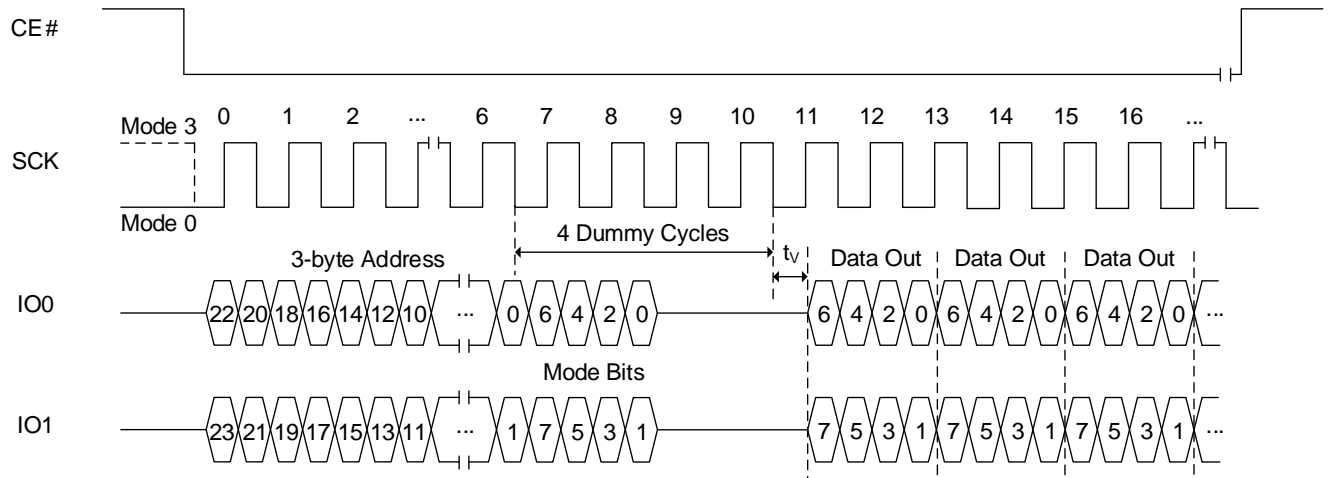 CE#
0 1 2 ... 6 7 8 9 10 11 12 13 14 15 16 ...
Mode 3
SCK
Mode 0
4 Dummy Cycles
3-byte Address
tV
Data Out Data Out Data Out
IO0 22 20 18 16 14 12 10 ... 0 6 4 2 0 6 4 2 0 6 4 2 0 6 4 2 0 ...
Mode Bits
IO1 23 21 19 17 15 13 11 ... 1 7 5 3 1 7 5 3 1 7 5 3 1 7 5 3 1 ...